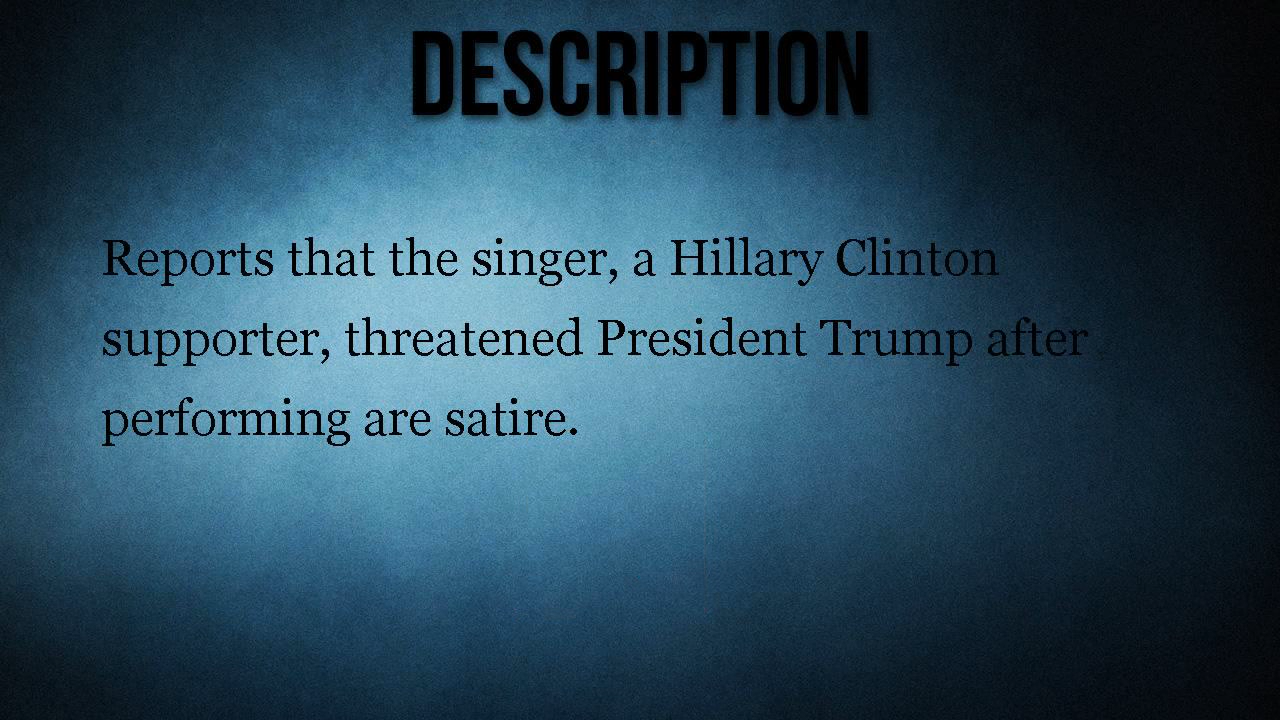 DESCRIPTION
Reports that the singer, a Hillary Clinton
supporter, threatened President Trump after
performing are satire.